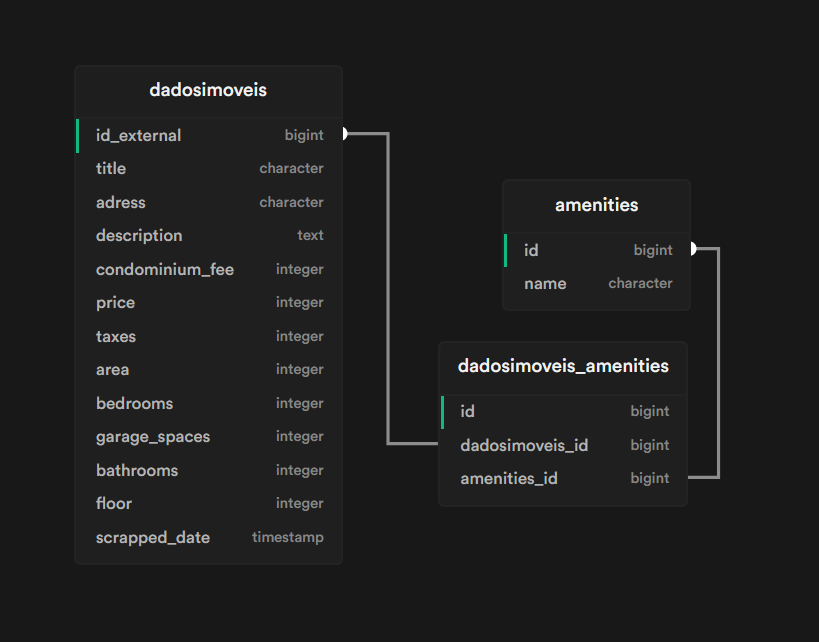 dadosimoveis
id_external bigint
title character
adress character
description text
condominium_fee integer
price integer
taxes integer
area integer
bedrooms integer
garage_spaces integer
bathrooms integer
floor integer
scrapped_date timestamp
amenities
id bigint
name character
dadosimoveis_amenities
id bigint
dadosimoveis_id bigint
amenities_id bigint